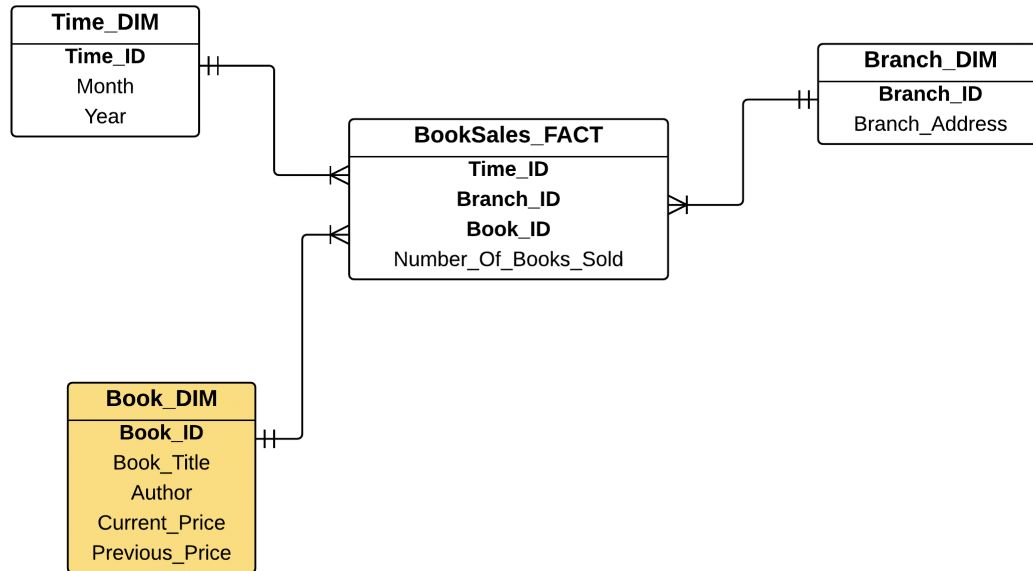 Time_DIM
Time_ID
Month
Year
Branch_DIM
Branch_ID
Branch_Address
BookSales_FACT
Time_ID
Branch_ID
Book_ID
Number_Of_Books_Sold
Book_DIM
Book_ID
Book_Title
Author
Current_Price
Previous_Price